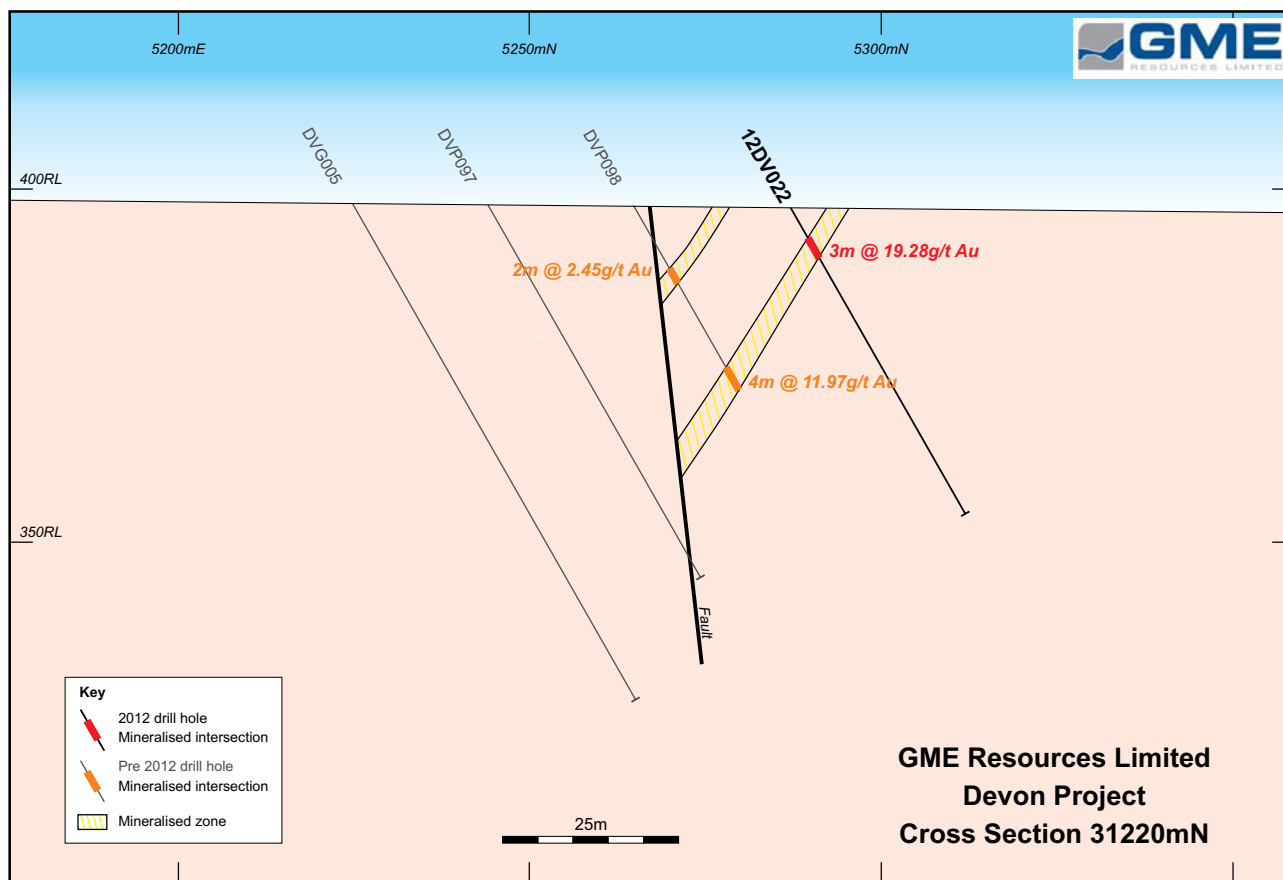 5200mE
5250mN
5300mN
GME
RESOURCES LIMITED
DVG005
DVP097
DVP098
12DV022
400RL
2m @ 2.45g/t Au
3m @ 19.28g/t Au
4m @ 11.97g/t Au
350RL
Fault
Key
2012 drill hole
Mineralised intersection
Pre 2012 drill hole
Mineralised intersection
Mineralised zone
25m
GME Resources Limited
Devon Project
Cross Section 31220mN